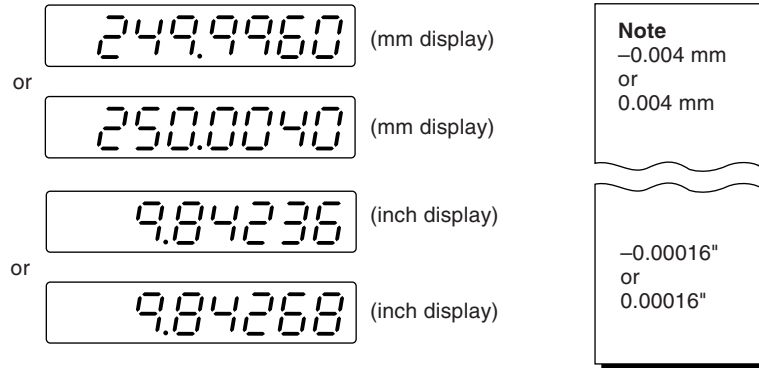 249.9960 (mm display)
or
250.0040 (mm display)
9.84236 (inch display)
or
9.84268 (inch display)
Note
–0.004 mm
or
0.004 mm
–0.00016"
or
0.00016"